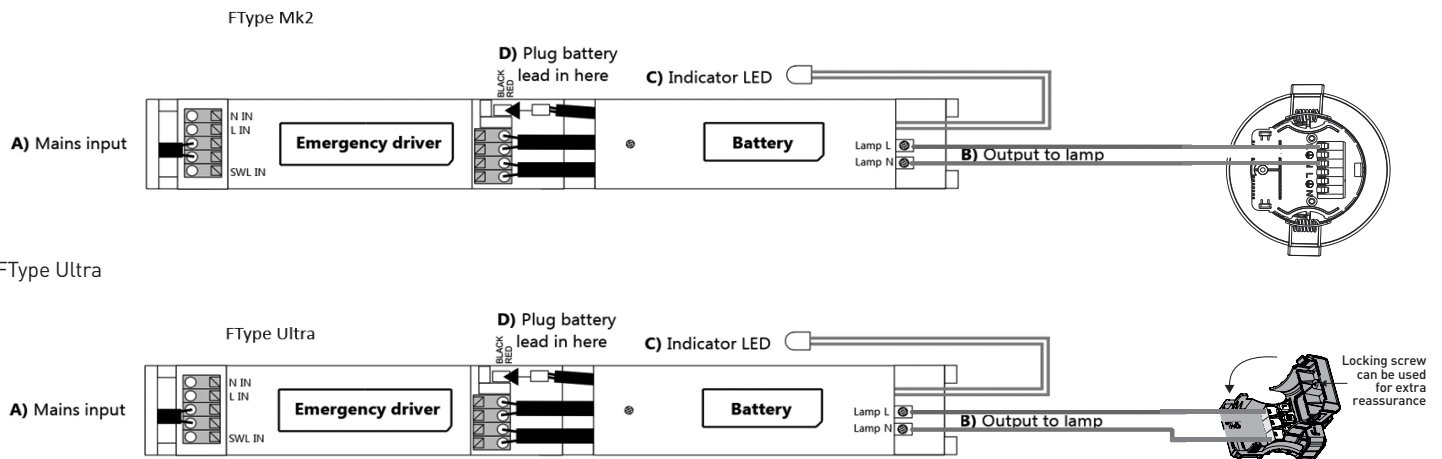 FType Mk2
D) Plug battery
lead in here
BLACK
RED
C) Indicator LED
A) Mains input
N IN
L IN
SWL IN
Emergency driver
Battery
Lamp L
Lamp N
B) Output to lamp
N L N
FType Ultra
FType Ultra
D) Plug battery
lead in here
BLACK
RED
C) Indicator LED
A) Mains input
N IN
L IN
SWL IN
Emergency driver
Battery
Lamp L
Lamp N
B) Output to lamp
Locking screw
can be used
for extra
reassurance